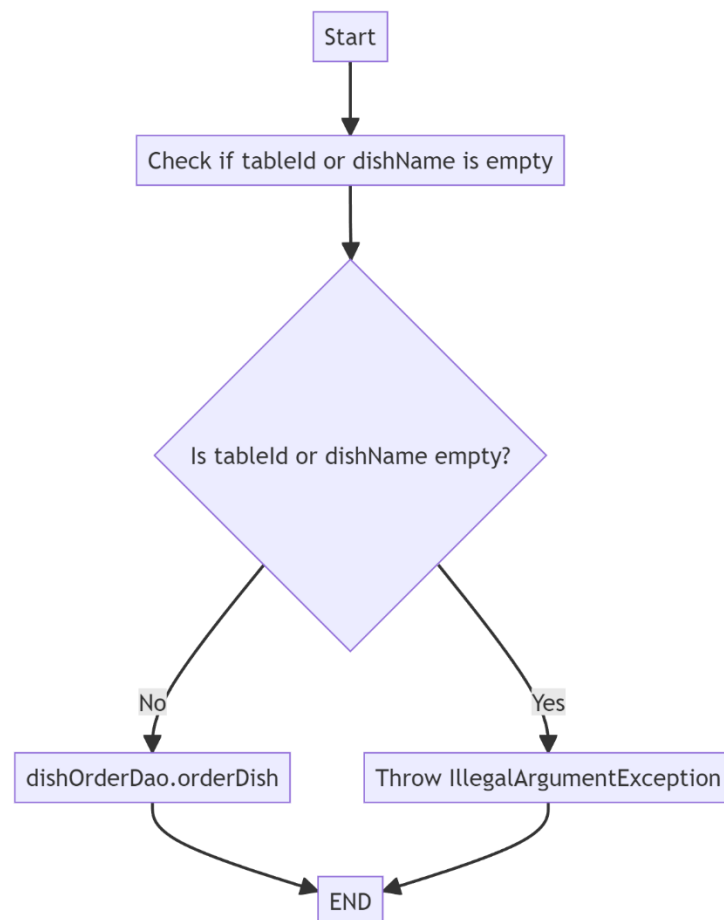 Start
Check if tableId or dishName is empty
Is tableId or dishName empty?
No
Yes
dishOrderDao.orderDish
Throw IllegalArgumentException
END